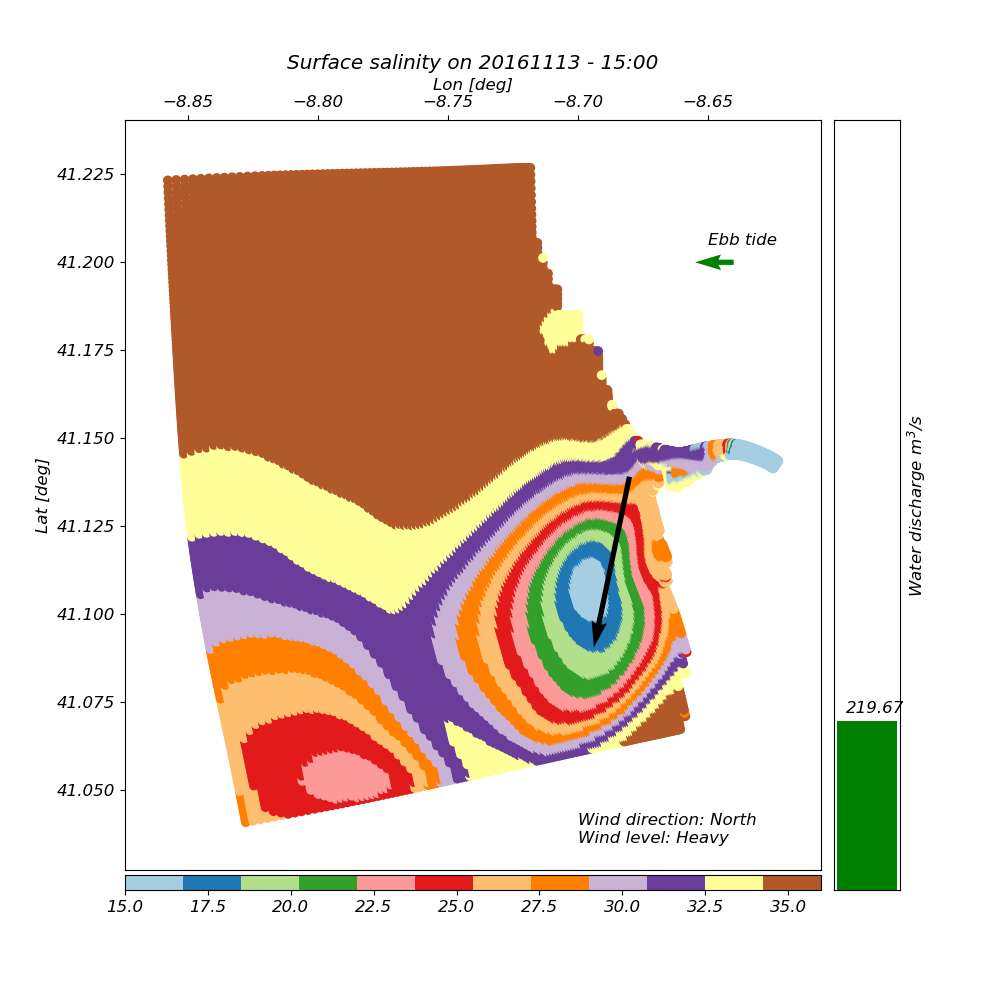 Surface salinity on 20161113 - 15:00
Lon [deg]
−8.85 −8.80 −8.75 −8.70 −8.65
41.225
41.200
41.175
41.150
41.125
41.100
41.075
41.050
Lat [deg]
Ebb tide
Wind direction: North
Wind level: Heavy
219.67
Water discharge m³/s
15.0 17.5 20.0 22.5 25.0 27.5 30.0 32.5 35.0